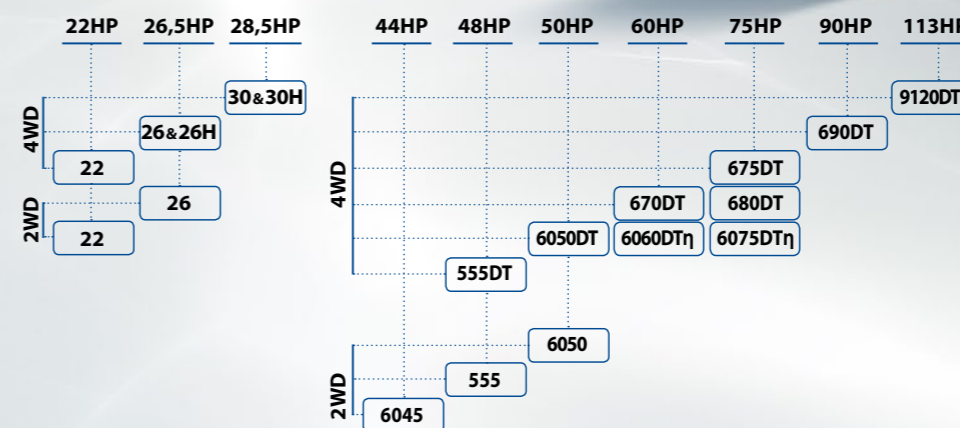 22HP 26,5HP 28,5HP 44HP 48HP 50HP 60HP 75HP 90HP 113HP
30&30H 9120DT
4WD 26&26H 690DT
22 4WD 675DT
2WD 26 670DT 680DT
22 6050DT 6060DTη 6075DTη
555DT
6050
2WD 555
6045